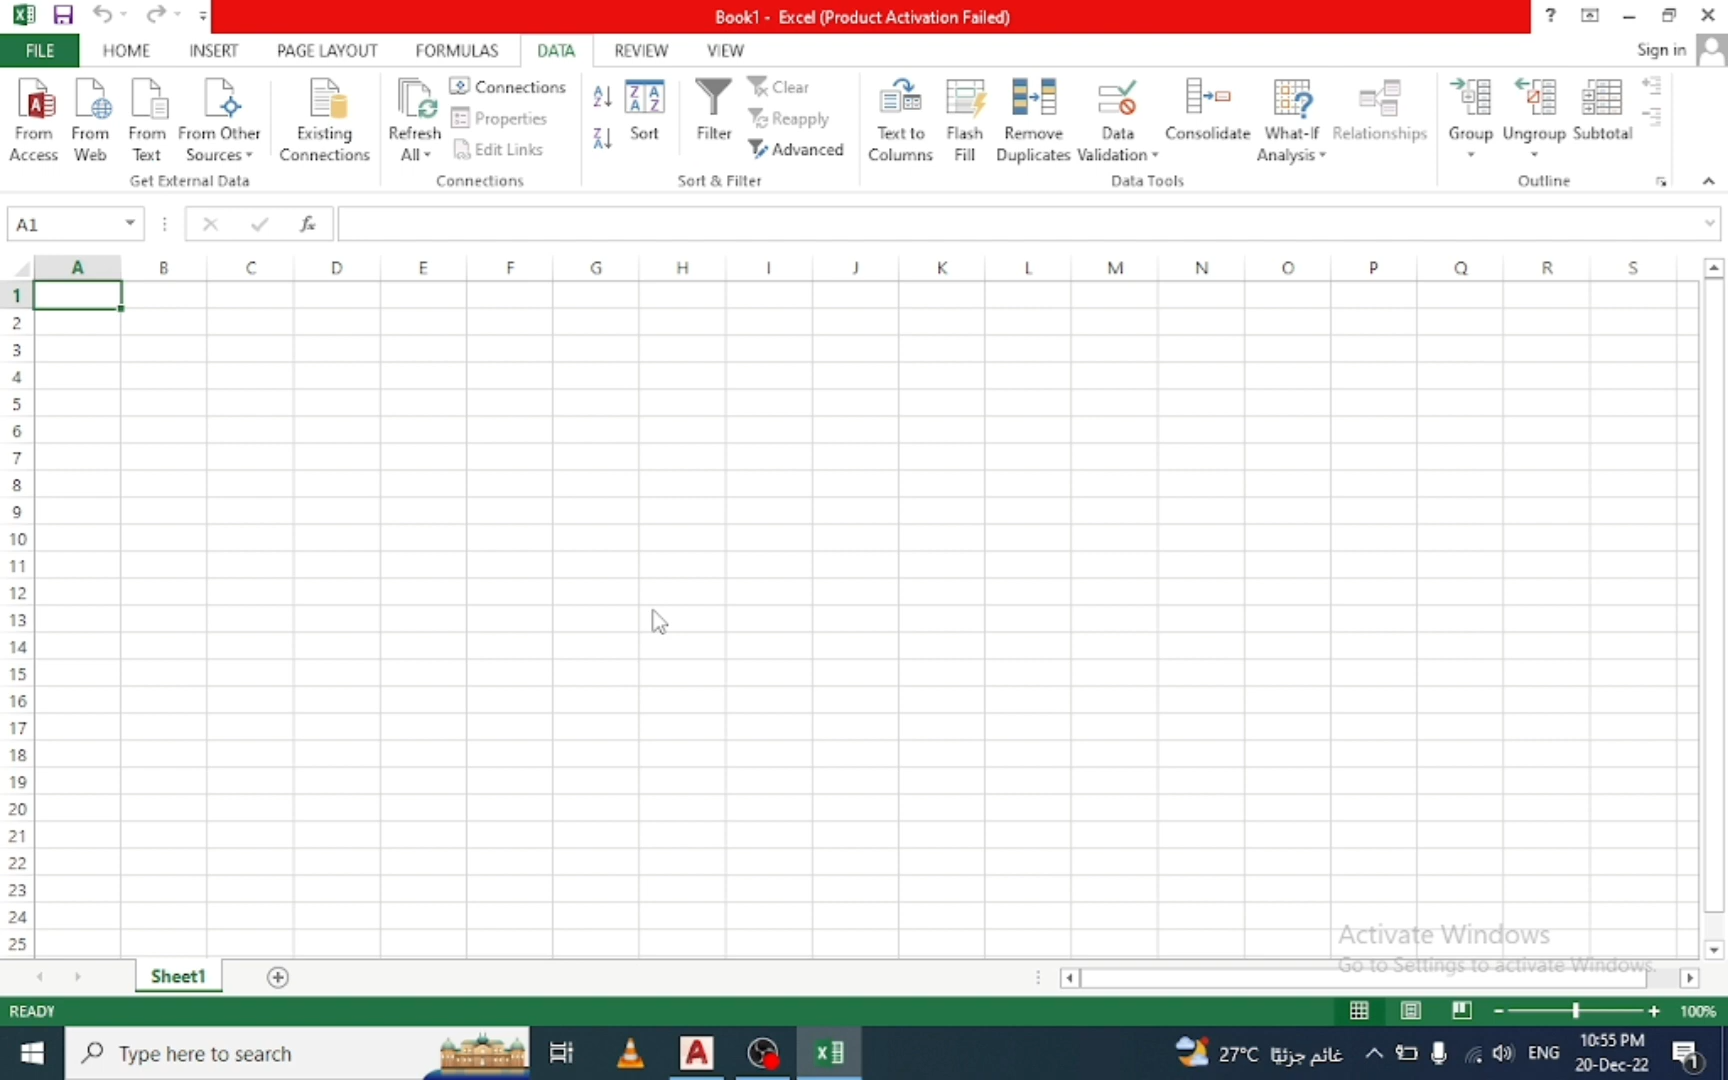 Book1 - Excel (Product Activation Failed)
FILE HOME INSERT PAGE LAYOUT FORMULAS DATA REVIEW VIEW Sign in
From Access
From Web
From Text
From Other Sources
Existing Connections
Get External Data
Refresh All
Connections
Properties
Edit Links
Connections
Sort
Filter
Clear
Reapply
Advanced
Sort & Filter
Text to Columns
Flash Fill
Remove Duplicates
Data Validation
Consolidate
What-If Analysis
Relationships
Data Tools
Group
Ungroup
Subtotal
Outline
A1
A B C D E F G H I J K L M N O P Q R S
1
2
3
4
5
6
7
8
9
10
11
12
13
14
15
16
17
18
19
20
21
22
23
24
25
Activate Windows
Go to Settings to activate Windows.
Sheet1
READY 100%
Type here to search
27°C غائم جزئيًا ENG
10:55 PM
20-Dec-22
1